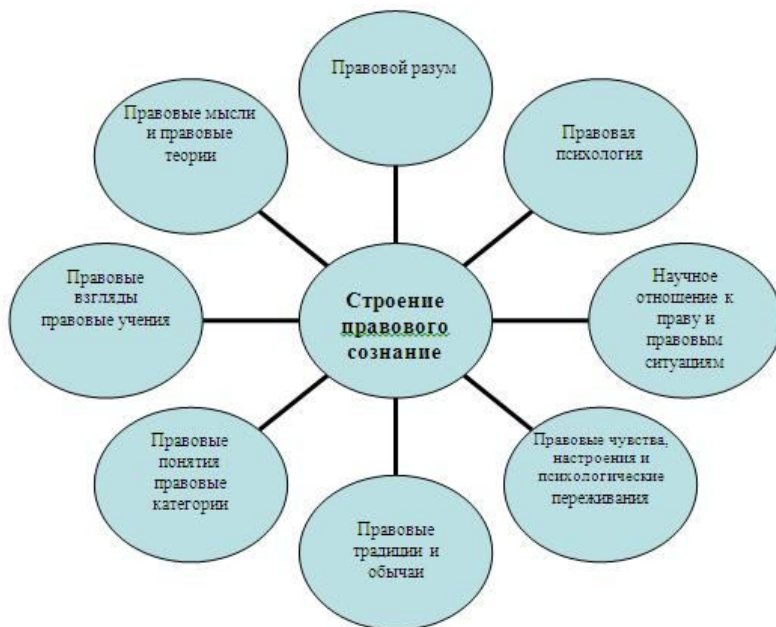 Правовой разум
Правовая
психология
Научное
отношение к
праву и
правовым
ситуациям
Правовые чувства,
настроения и
психологические
переживания
Правовые
традиции и
обычаи
Правовые
понятия
правовые
категории
Правовые
взгляды
правовые учения
Правовые мысли
и правовые
теории
Строение
правового
сознание